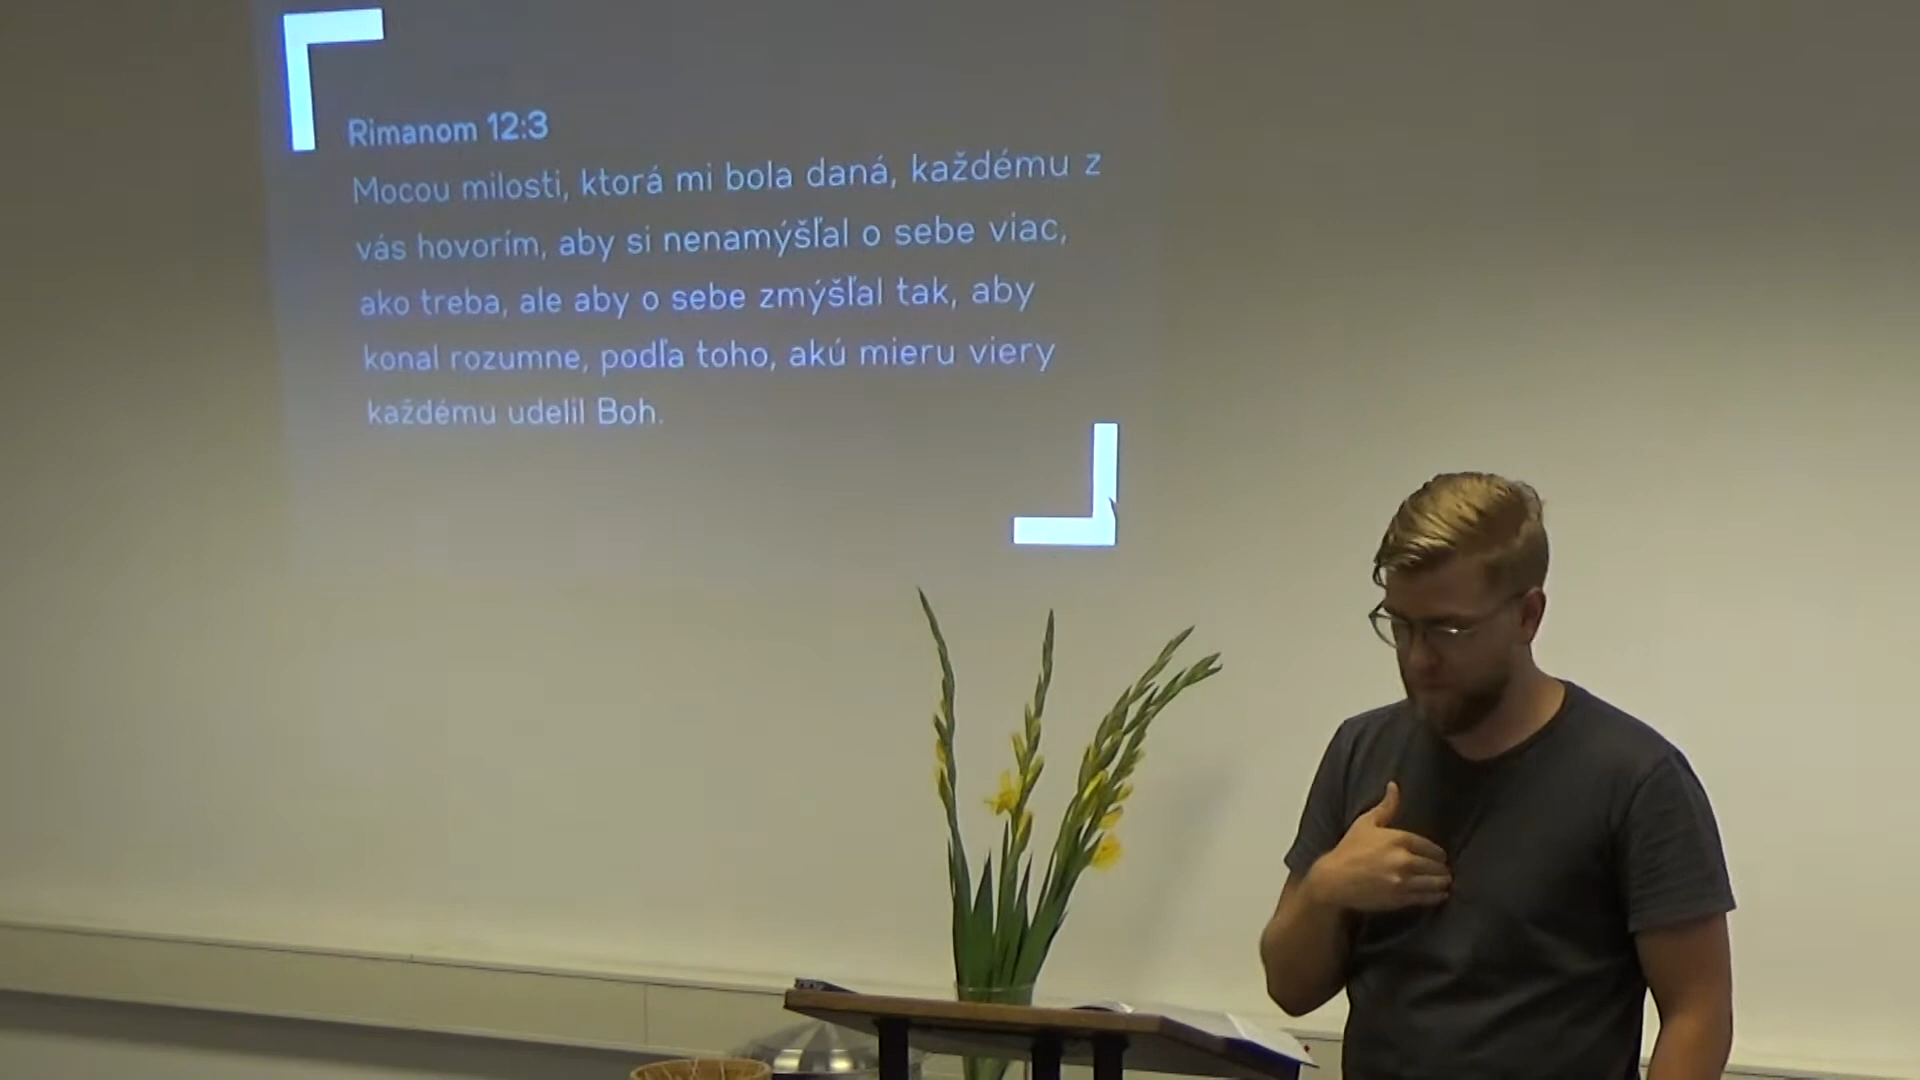 Rimanom 12:3
Mocou milosti, ktorá mi bola daná, každému z
vás hovorím, aby si nenamýšľal o sebe viac,
ako treba, ale aby o sebe zmýšľal tak, aby
konal rozumne, podľa toho, akú mieru viery
každému udelil Boh.